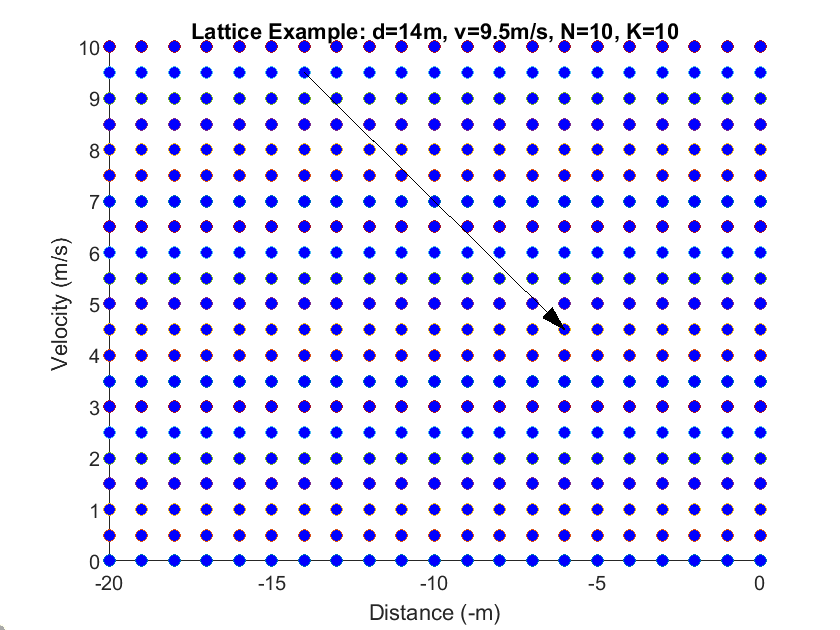 Lattice Example: d=14m, v=9.5m/s, N=10, K=10
10
9
8
7
6
5
4
3
2
1
0
Velocity (m/s)
-20 -15 -10 -5 0
Distance (-m)